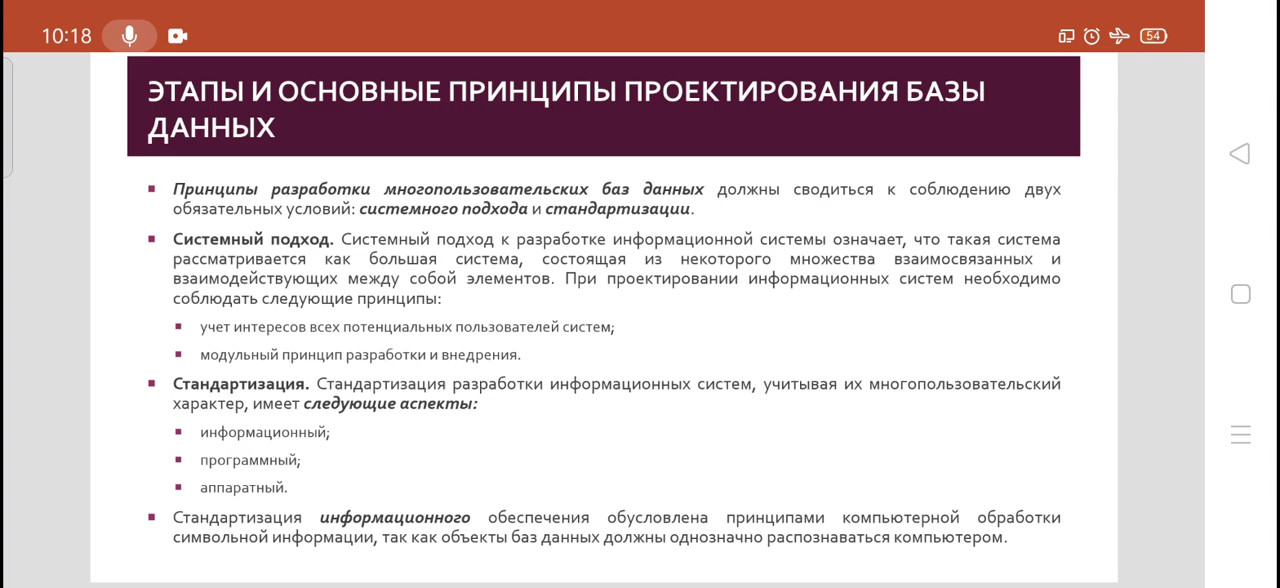 10:18
54
ЭТАПЫ И ОСНОВНЫЕ ПРИНЦИПЫ ПРОЕКТИРОВАНИЯ БАЗЫ
ДАННЫХ
Принципы разработки многопользовательских баз данных должны сводиться к соблюдению двух
обязательных условий: системного подхода и стандартизации.
Системный подход. Системный подход к разработке информационной системы означает, что такая система
рассматривается как большая система, состоящая из некоторого множества взаимосвязанных и
взаимодействующих между собой элементов. При проектировании информационных систем необходимо
соблюдать следующие принципы:
учет интересов всех потенциальных пользователей систем;
модульный принцип разработки и внедрения.
Стандартизация. Стандартизация разработки информационных систем, учитывая их многопользовательский
характер, имеет следующие аспекты:
информационный;
программный;
аппаратный.
Стандартизация информационного обеспечения обусловлена принципами компьютерной обработки
символьной информации, так как объекты баз данных должны однозначно распознаваться компьютером.